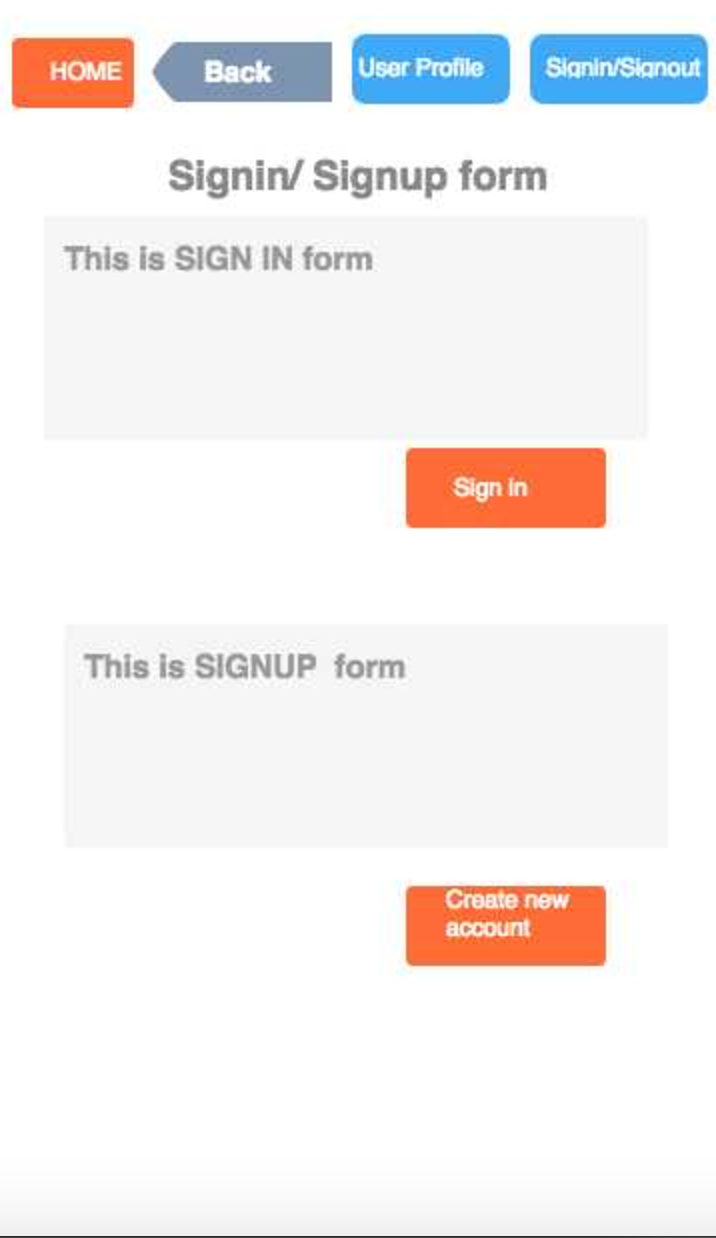 HOME Back User Profile Signin/Signout
Signin/ Signup form
This is SIGN IN form
Sign in
This is SIGNUP form
Create new
account